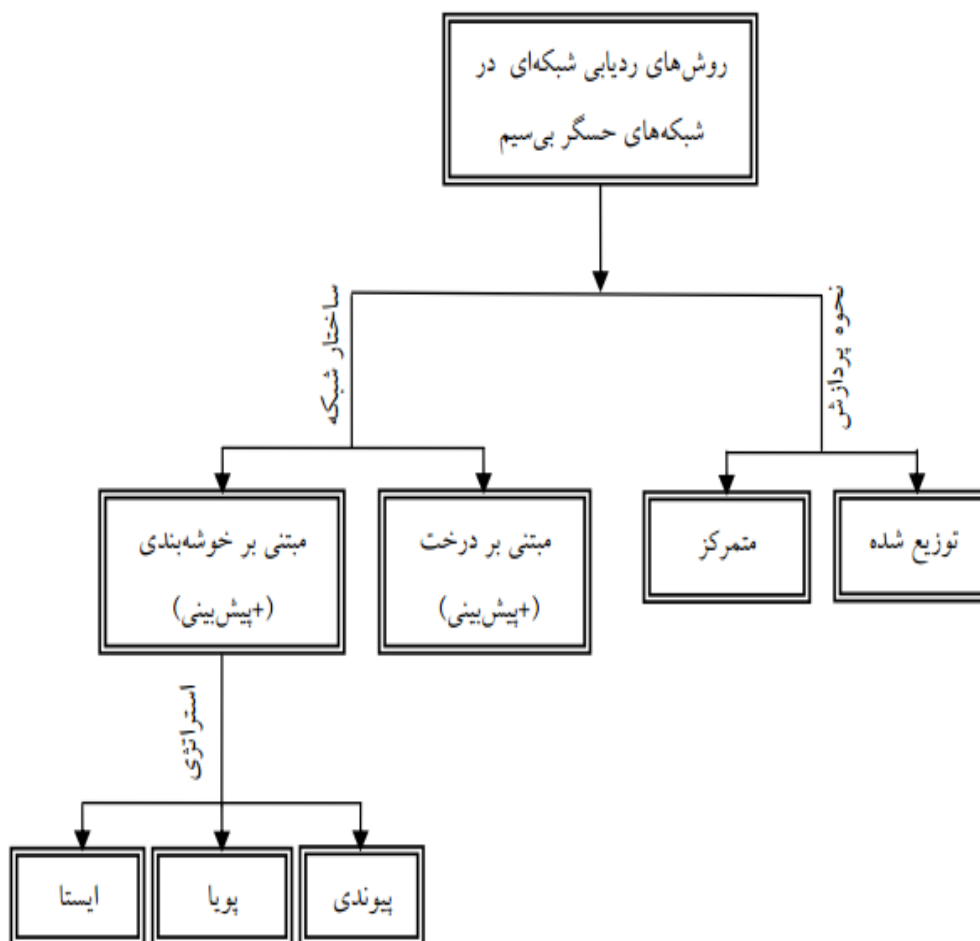 روش‌های ردیابی شبکه‌ای در
شبکه‌های حسگر بی‌سیم
نحوه پردازش
ساختار شبکه
توزیع شده
متمرکز
مبتنی بر درخت
(+پیش‌بینی)
مبتنی بر خوشه‌بندی
(+پیش‌بینی)
استراتژی
پیوندی
پویا
ایستا